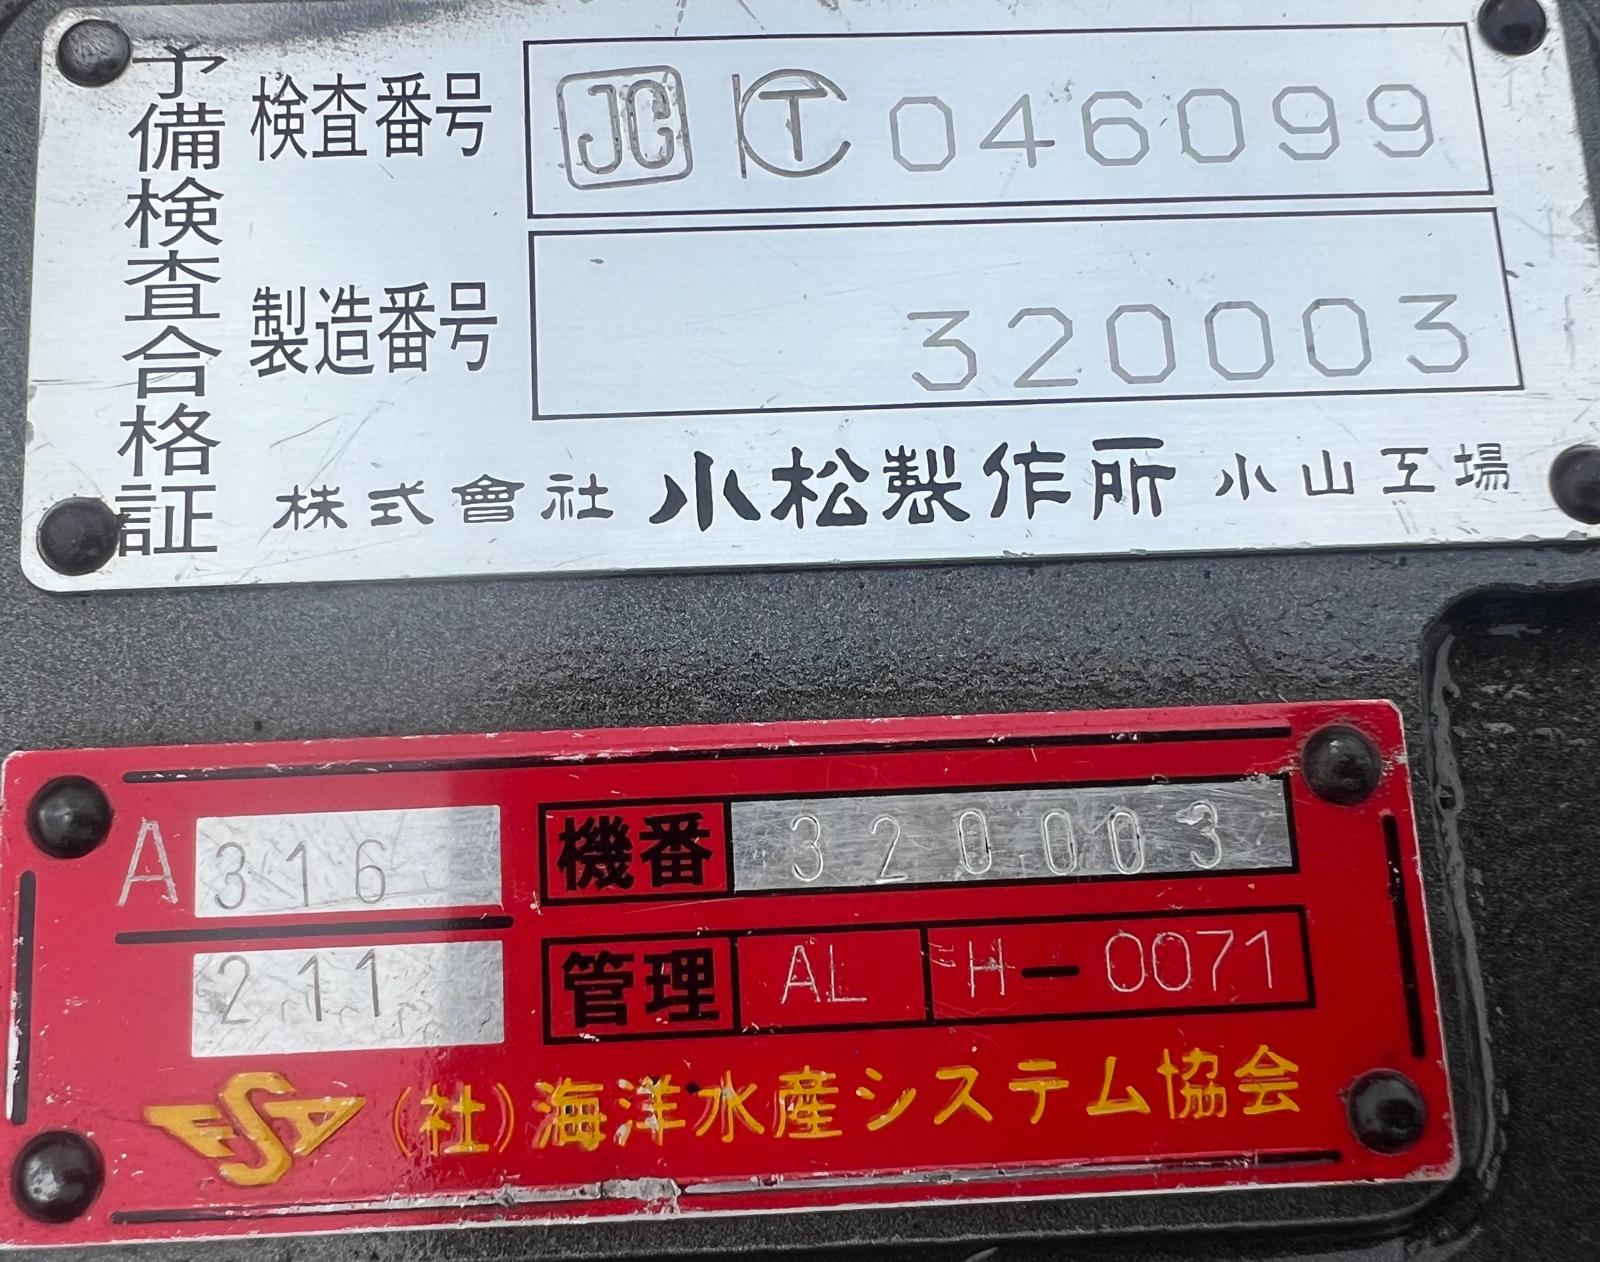 予備検査合格証
検査番号 JC T 046099
製造番号 320003
株式會社 小松製作所 小山工場
A 316 機番 320003
211 管理 AL H-0071
FSA (社)海洋水産システム協会